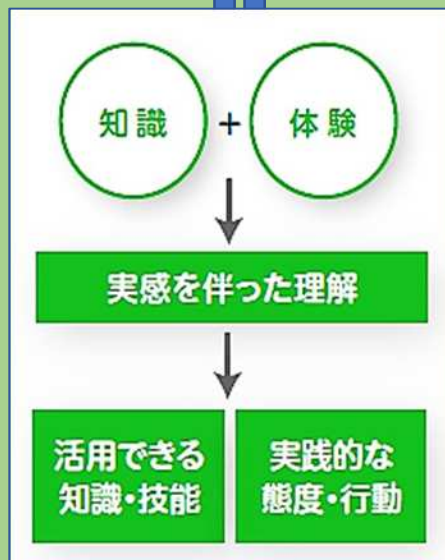 知識 + 体験
実感を伴った理解
活用できる
知識・技能
実践的な
態度・行動